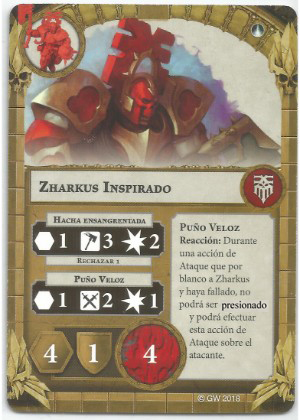 Zharkus Inspirado
Hacha ensangrentada
1 3 2
Rechazar 1
Puño Veloz
1 2 1
4 1 4
Puño Veloz
Reacción: Durante
una acción de
Ataque que por
blanco a Zharkus
y haya fallado, no
podrá ser presionado
y podrá efectuar
esta acción de
Ataque sobre el
atacante.
© GW 2018